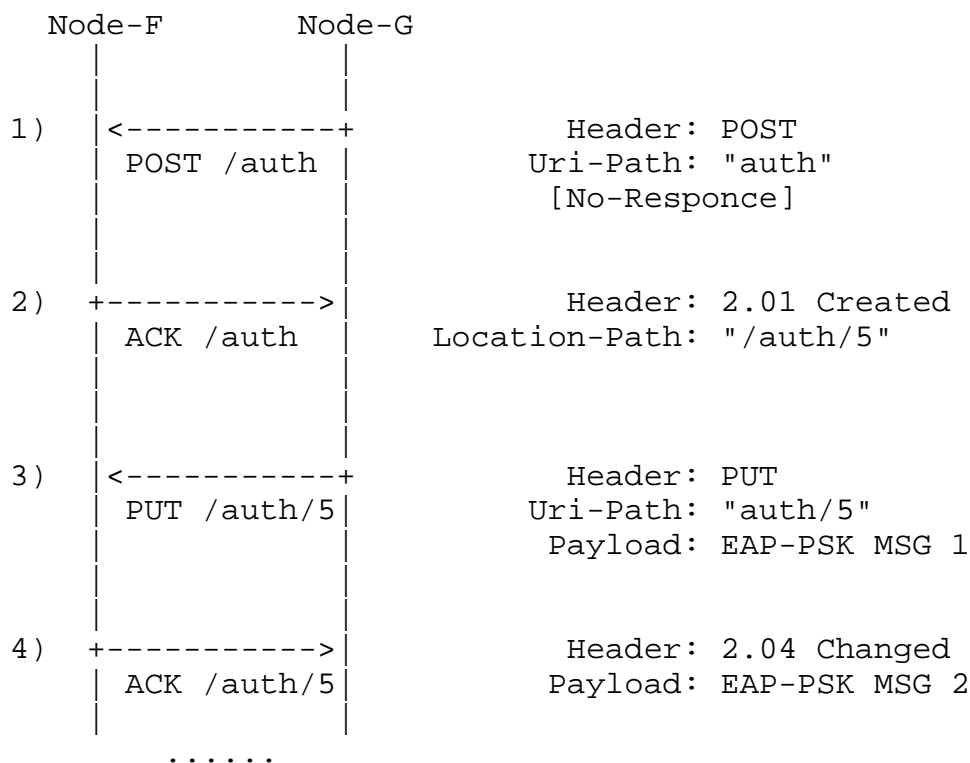 Node-F Node-G
1) |<-----------+ Header: POST
POST /auth | Uri-Path: "auth"
[No-Responce]
2) +----------->| Header: 2.01 Created
ACK /auth | Location-Path: "/auth/5"
3) |<-----------+ Header: PUT
PUT /auth/5| Uri-Path: "auth/5"
Payload: EAP-PSK MSG 1
4) +----------->| Header: 2.04 Changed
ACK /auth/5| Payload: EAP-PSK MSG 2
......